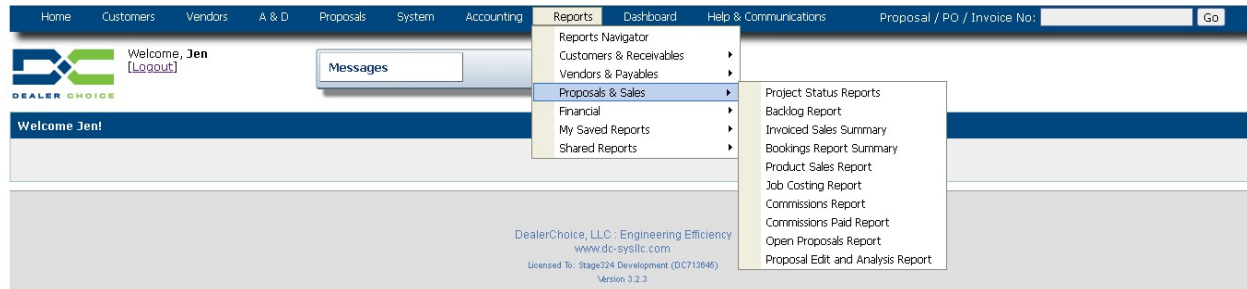 Home Customers Vendors A & D Proposals System Accounting Reports Dashboard Help & Communications Proposal / PO / Invoice No: Go
DEALER CHOICE
Welcome, Jen
[Logout]
Messages
Reports Navigator
Customers & Receivables
Vendors & Payables
Proposals & Sales
Financial
My Saved Reports
Shared Reports
Project Status Reports
Backlog Report
Invoiced Sales Summary
Bookings Report Summary
Product Sales Report
Job Costing Report
Commissions Report
Commissions Paid Report
Open Proposals Report
Proposal Edit and Analysis Report
Welcome Jen!
DealerChoice, LLC : Engineering Efficiency
www.dc-sysllc.com
Licensed To: Stage324 Development (DC713645)
Version 3.2.3